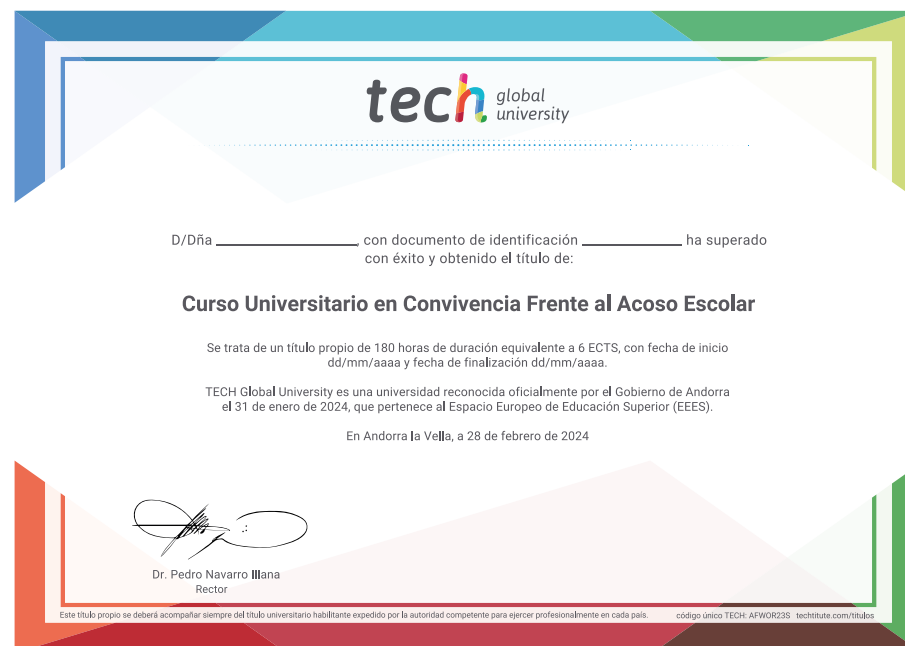 tech global
university
D/Dña ______________, con documento de identificación ______________ ha superado
con éxito y obtenido el título de:
Curso Universitario en Convivencia Frente al Acoso Escolar
Se trata de un título propio de 180 horas de duración equivalente a 6 ECTS, con fecha de inicio
dd/mm/aaaa y fecha de finalización dd/mm/aaaa.
TECH Global University es una universidad reconocida oficialmente por el Gobierno de Andorra
el 31 de enero de 2024, que pertenece al Espacio Europeo de Educación Superior (EEES).
En Andorra la Vella, a 28 de febrero de 2024
Dr. Pedro Navarro Illana
Rector
Este título propio se deberá acompañar siempre del título universitario habilitante expedido por la autoridad competente para ejercer profesionalmente en cada país. código único TECH: AFWOR23S techtitute.com/titulos